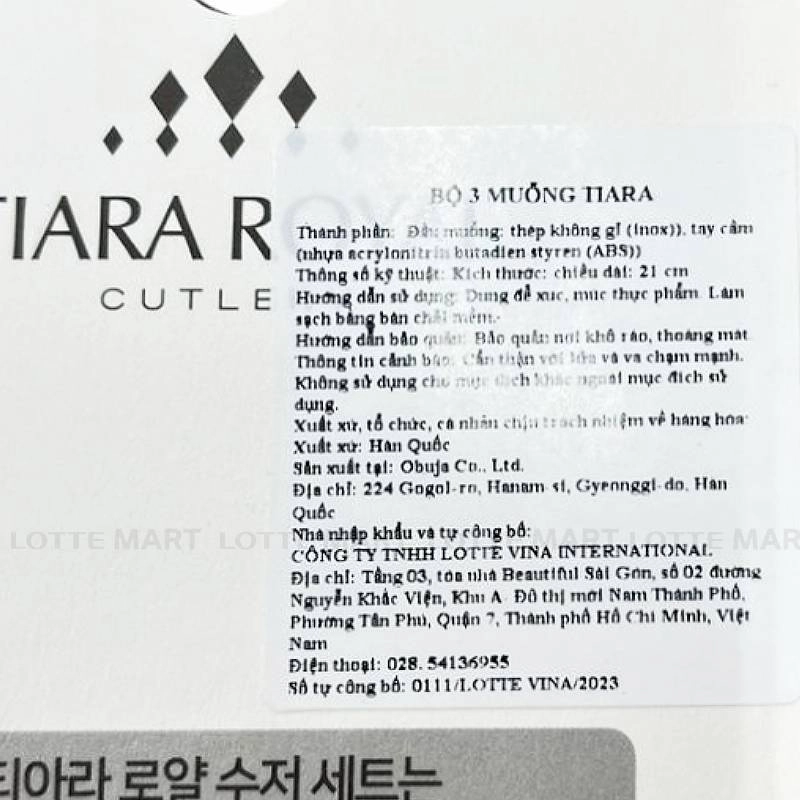 TIARA ROYAL
CUTLE
BỘ 3 MUỖNG TIARA
Thành phần: Đầu muỗng: thép không gỉ (inox)), tay cầm
(nhựa acrylonitrin butadien styren (ABS))
Thông số kỹ thuật: Kích thước: chiều dài: 21 cm
Hướng dẫn sử dụng: Dùng để xúc, múc thực phẩm. Làm
sạch bằng bàn chải mềm.
Hướng dẫn bảo quản: Bảo quản nơi khô ráo, thoáng mát
Thông tin cảnh báo: Cẩn thận với lửa và va chạm mạnh.
Không sử dụng cho mục đích khác ngoài mục đích sử
dụng.
Xuất xứ, tổ chức, cá nhân chịu trách nhiệm về hàng hóa:
Xuất xứ: Hàn Quốc
Sản xuất tại: Obuja Co., Ltd.
Địa chỉ: 224 Gogol-ro, Hanam-si, Gyeonggi-do, Hàn
Quốc
Nhà nhập khẩu và tự công bố:
CÔNG TY TNHH LOTTE VINA INTERNATIONAL
Địa chỉ: Tầng 03, tòa nhà Beautiful Sài Gòn, số 02 đường
Nguyễn Khắc Viện, Khu A- Đô thị mới Nam Thành Phố,
Phường Tân Phú, Quận 7, Thành phố Hồ Chí Minh, Việt
Nam
Điện thoại: 028. 54136955
Số tự công bố: 0111/LOTTE VINA/2023
LOTTE MART LOTTE MART LOTTE MART LOTTE MAR
티아라 로얄 수저 세트는